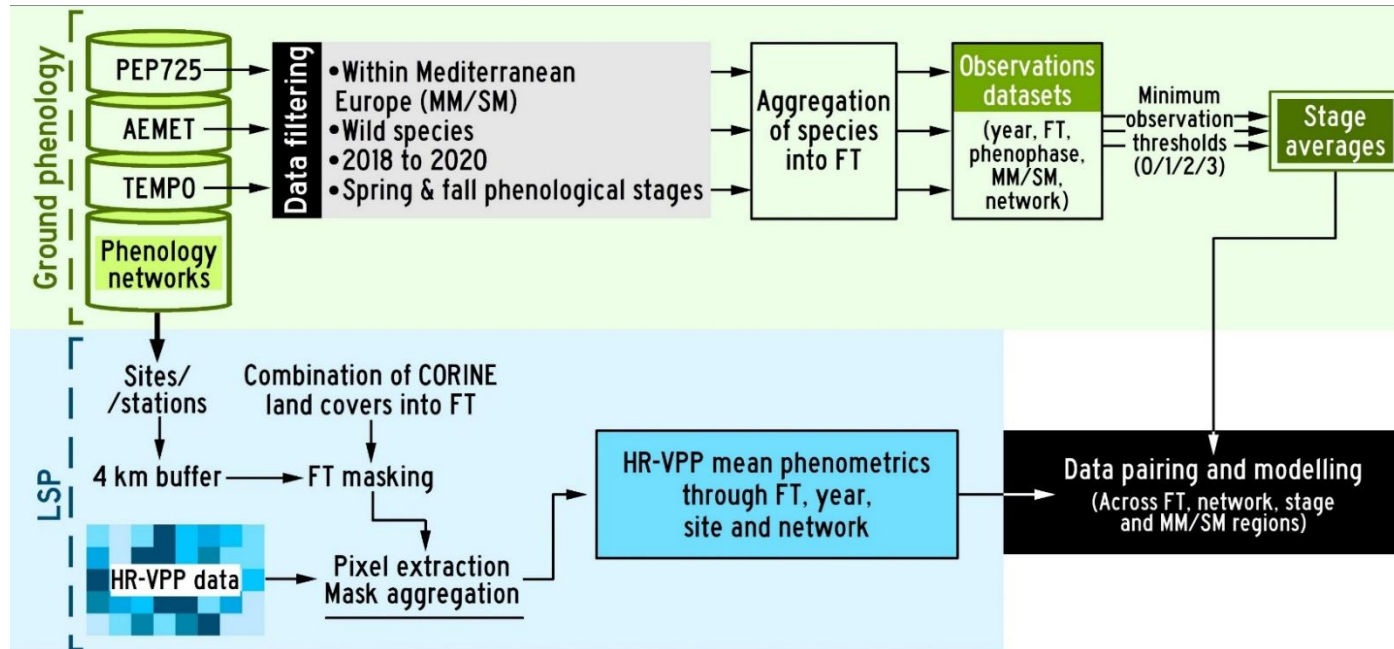 Ground phenology
PEP725
AEMET
TEMPO
Phenology
networks
Data filtering
•Within Mediterranean
Europe (MM/SM)
•Wild species
•2018 to 2020
•Spring & fall phenological stages
Aggregation
of species
into FT
Observations
datasets
(year, FT,
phenophase,
MM/SM,
network)
Minimum
observation
thresholds
(0/1/2/3)
Stage
averages
LSP
Sites/
/stations
4 km buffer
Combination of CORINE
land covers into FT
FT masking
HR-VPP data
Pixel extraction
Mask aggregation
HR-VPP mean phenometrics
through FT, year,
site and network
Data pairing and modelling
(Across FT, network, stage
and MM/SM regions)